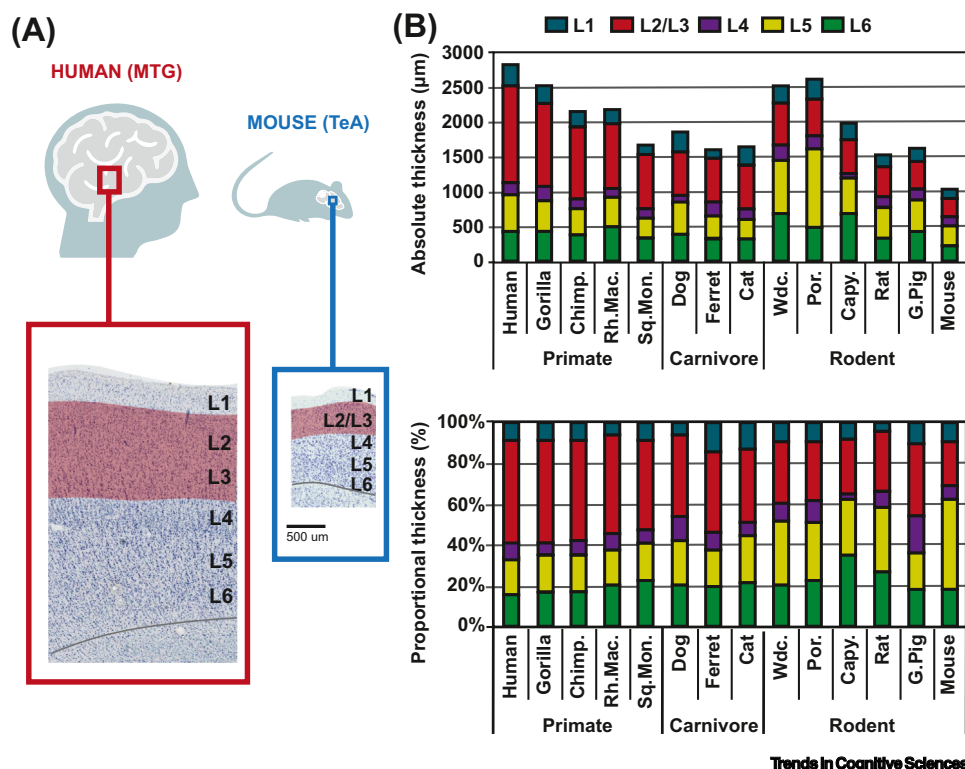 (A)
HUMAN (MTG)
MOUSE (TeA)
L1
L2
L3
L4
L5
L6
L1
L2/L3
L4
L5
L6
500 um
(B)
L1 L2/L3 L4 L5 L6
Absolute thickness (µm)
3000
2500
2000
1500
1000
500
0
Human Gorilla Chimp. Rh.Mac. Sq.Mon. Dog Ferret Cat Wdc. Por. Capy. Rat G.Pig Mouse
Primate Carnivore Rodent
Proportional thickness (%)
100%
80%
60%
40%
20%
0%
Human Gorilla Chimp. Rh.Mac. Sq.Mon. Dog Ferret Cat Wdc. Por. Capy. Rat G.Pig Mouse
Primate Carnivore Rodent
Trends in Cognitive Sciences